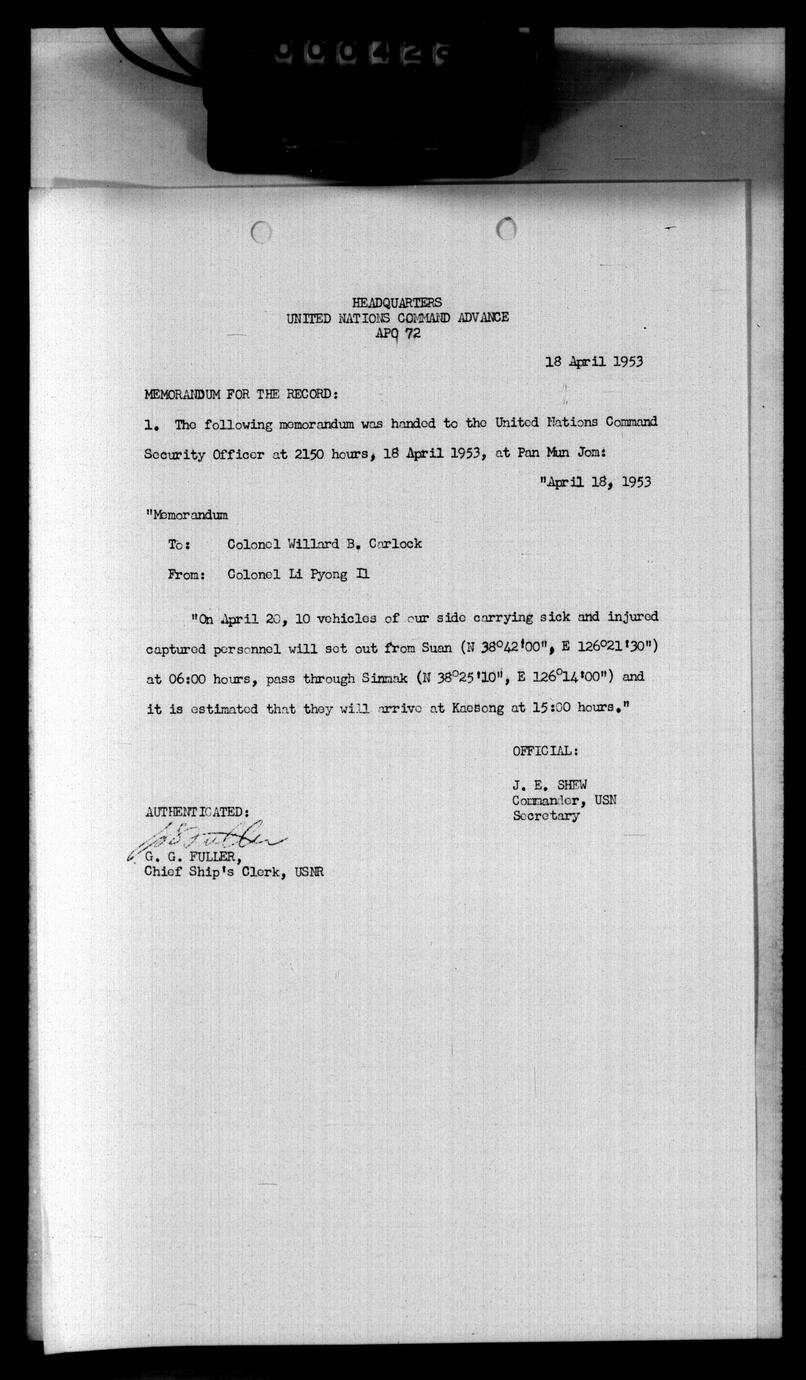 HEADQUARTERS
UNITED NATIONS COMMAND ADVANCE
APO 72
18 April 1953
MEMORANDUM FOR THE RECORD:
1. The following memorandum was handed to the United Nations Command
Security Officer at 2150 hours, 18 April 1953, at Pan Mun Jom:
"April 18, 1953
"Memorandum
To: Colonel Willard B. Carlock
From: Colonel Li Pyong Il
"On April 20, 10 vehicles of our side carrying sick and injured
captured personnel will set out from Suan (N 38°42'00", E 126°21'30")
at 06:00 hours, pass through Sinmak (N 38°25'10", E 126°14'00") and
it is estimated that they will arrive at Kaesong at 15:00 hours."
OFFICIAL:
J. E. SHEW
Commander, USN
Secretary
AUTHENTICATED:
G. G. FULLER,
Chief Ship's Clerk, USNR